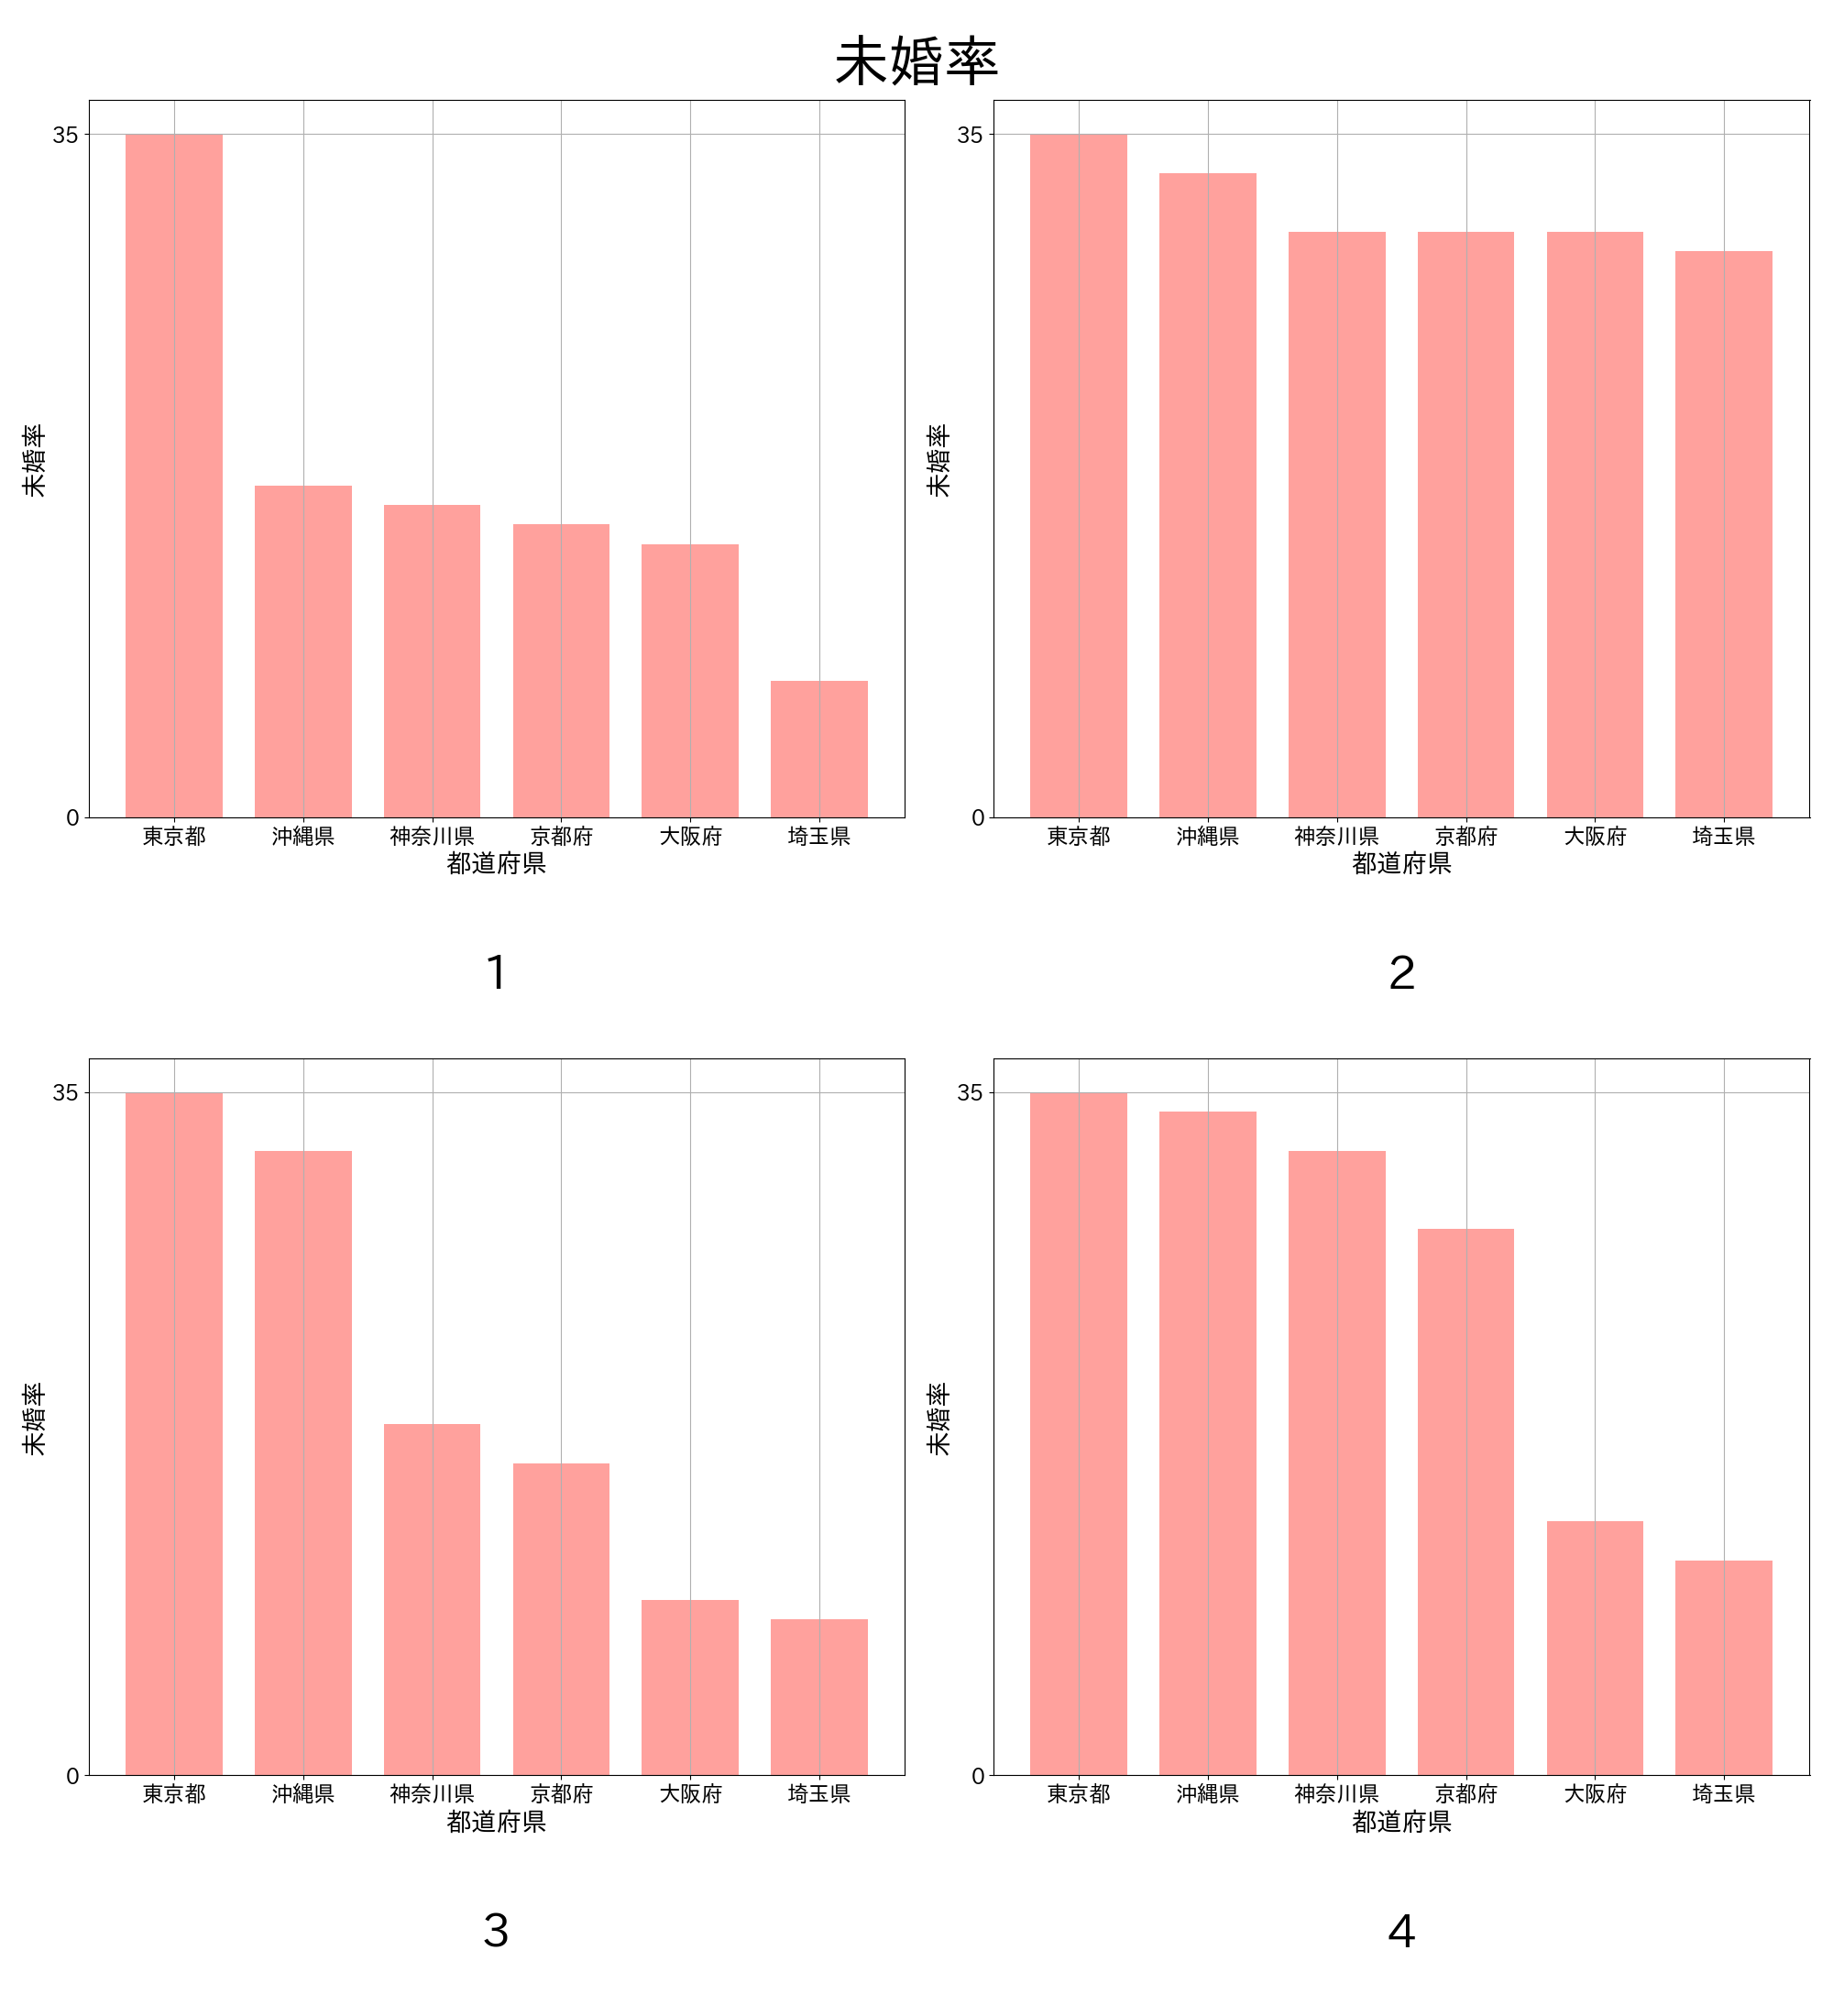 未婚率
35
0
未婚率
東京都 沖縄県 神奈川県 京都府 大阪府 埼玉県
都道府県
1
35
0
未婚率
東京都 沖縄県 神奈川県 京都府 大阪府 埼玉県
都道府県
2
35
0
未婚率
東京都 沖縄県 神奈川県 京都府 大阪府 埼玉県
都道府県
3
35
0
未婚率
東京都 沖縄県 神奈川県 京都府 大阪府 埼玉県
都道府県
4